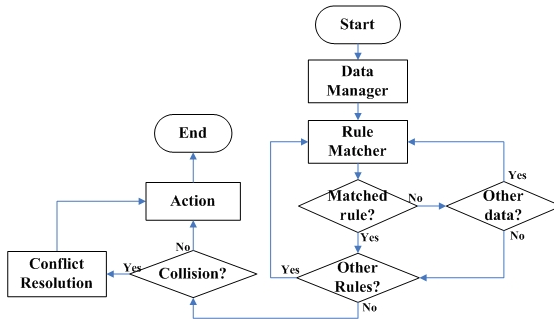 Start
Data
Manager
Rule
Matcher
End
Action
Matched
rule?
No
Other
data?
Yes
Yes
No
No
Conflict
Resolution
Yes
Collision?
Yes
Other
Rules?
No